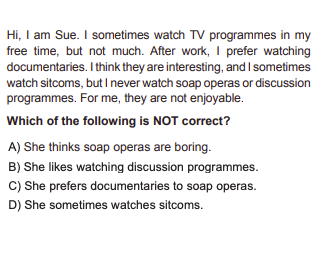 Hi, I am Sue. I sometimes watch TV programmes in my
free time, but not much. After work, I prefer watching
documentaries. I think they are interesting, and I sometimes
watch sitcoms, but I never watch soap operas or discussion
programmes. For me, they are not enjoyable.
Which of the following is NOT correct?
A) She thinks soap operas are boring.
B) She likes watching discussion programmes.
C) She prefers documentaries to soap operas.
D) She sometimes watches sitcoms.